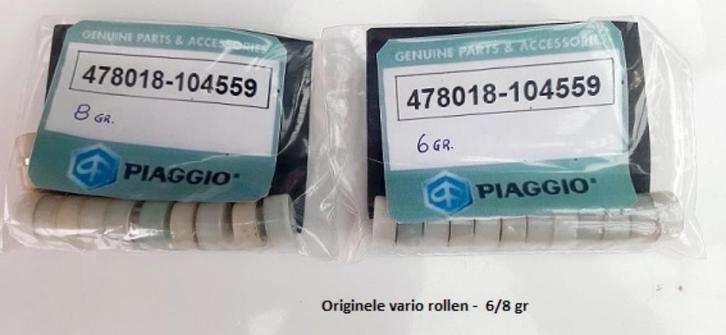 GENUINE PARTS & ACCESSORIES
478018-104559
8 GR.
PIAGGIO
GENUINE PARTS & ACCESSORIES
478018-104559
6 GR.
PIAGGIO
Originele vario rollen - 6/8 gr